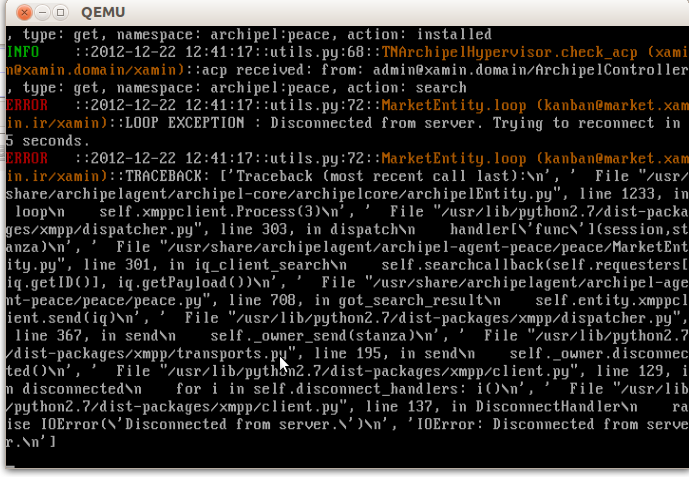 QEMU
, type: get, namespace: archipel:peace, action: installed
INFO    ::2012-12-22 12:41:17::utils.py:68::TNArchipelHypervisor.check_acp (xami
n@xamin.domain/xamin)::acp received: from: admin@xamin.domain/ArchipelController
, type: get, namespace: archipel:peace, action: search
ERROR   ::2012-12-22 12:41:17::utils.py:72::MarketEntity.loop (kanban@market.xam
in.ir/xamin)::LOOP EXCEPTION : Disconnected from server. Trying to reconnect in
5 seconds.
ERROR   ::2012-12-22 12:41:17::utils.py:72::MarketEntity.loop (kanban@market.xam
in.ir/xamin)::TRACEBACK: ['Traceback (most recent call last):\n', '  File "/usr/
share/archipelagent/archipel-core/archipelcore/archipelEntity.py", line 1233, in
 loop\n    self.xmppclient.Process(3)\n', '  File "/usr/lib/python2.7/dist-packa
ges/xmpp/dispatcher.py", line 303, in dispatch\n    handler[\'func\'](session,st
anza)\n', '  File "/usr/share/archipelagent/archipel-agent-peace/peace/MarketEnt
ity.py", line 301, in iq_client_search\n    self.searchcallback(self.requesters[
iq.getID()], iq.getPayload())\n', '  File "/usr/share/archipelagent/archipel-age
nt-peace/peace/peace.py", line 708, in got_search_result\n    self.entity.xmppcl
ient.send(iq)\n', '  File "/usr/lib/python2.7/dist-packages/xmpp/dispatcher.py",
 line 367, in send\n    self._owner_send(stanza)\n', '  File "/usr/lib/python2.7
/dist-packages/xmpp/transports.py", line 195, in send\n    self._owner.disconnec
ted()\n', '  File "/usr/lib/python2.7/dist-packages/xmpp/client.py", line 129, i
n disconnected\n    for i in self.disconnect_handlers: i()\n', '  File "/usr/lib
/python2.7/dist-packages/xmpp/client.py", line 137, in DisconnectHandler\n    ra
ise IOError(\'Disconnected from server.\')\n', 'IOError: Disconnected from serve
r.\n']